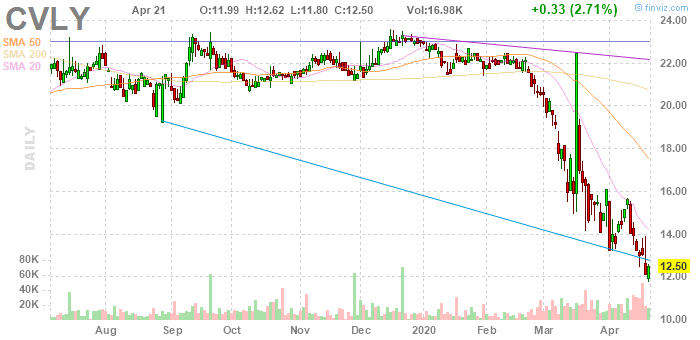 CVLY Apr 21 O:11.99 H:12.62 L:11.80 C:12.50 Vol:16.98K +0.33 (2.71%) © finviz.com
SMA 50
SMA 200
SMA 20
DAILY
24.00
22.00
20.00
18.00
16.00
14.00
12.50
12.00
80K
60K
40K
20K
Aug Sep Oct Nov Dec 2020 Feb Mar Apr